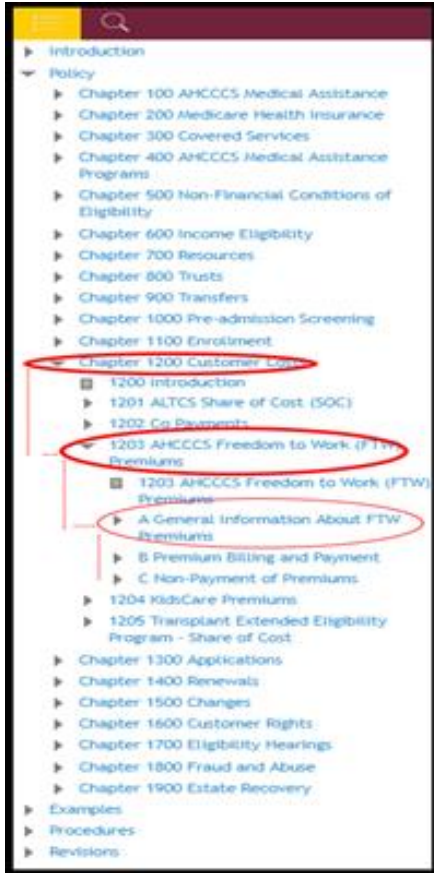 Introduction
Policy
Chapter 100 AHCCCS Medical Assistance
Chapter 200 Medicare Health Insurance
Chapter 300 Covered Services
Chapter 400 AHCCCS Medical Assistance
Programs
Chapter 500 Non-Financial Conditions of
Eligibility
Chapter 600 Income Eligibility
Chapter 700 Resources
Chapter 800 Trusts
Chapter 900 Transfers
Chapter 1000 Pre-admission Screening
Chapter 1100 Enrollment
Chapter 1200 Customer Costs
1200 Introduction
1201 ALTCS Share of Cost (SOC)
1202 Co Payments
1203 AHCCCS Freedom to Work (FTW)
Premiums
1203 AHCCCS Freedom to Work (FTW)
Premiums
A General Information About FTW
Premiums
B Premium Billing and Payment
C Non-Payment of Premiums
1204 KidsCare Premiums
1205 Transplant Extended Eligibility
Program - Share of Cost
Chapter 1300 Applications
Chapter 1400 Renewals
Chapter 1500 Changes
Chapter 1600 Customer Rights
Chapter 1700 Eligibility Hearings
Chapter 1800 Fraud and Abuse
Chapter 1900 Estate Recovery
Examples
Procedures
Revisions